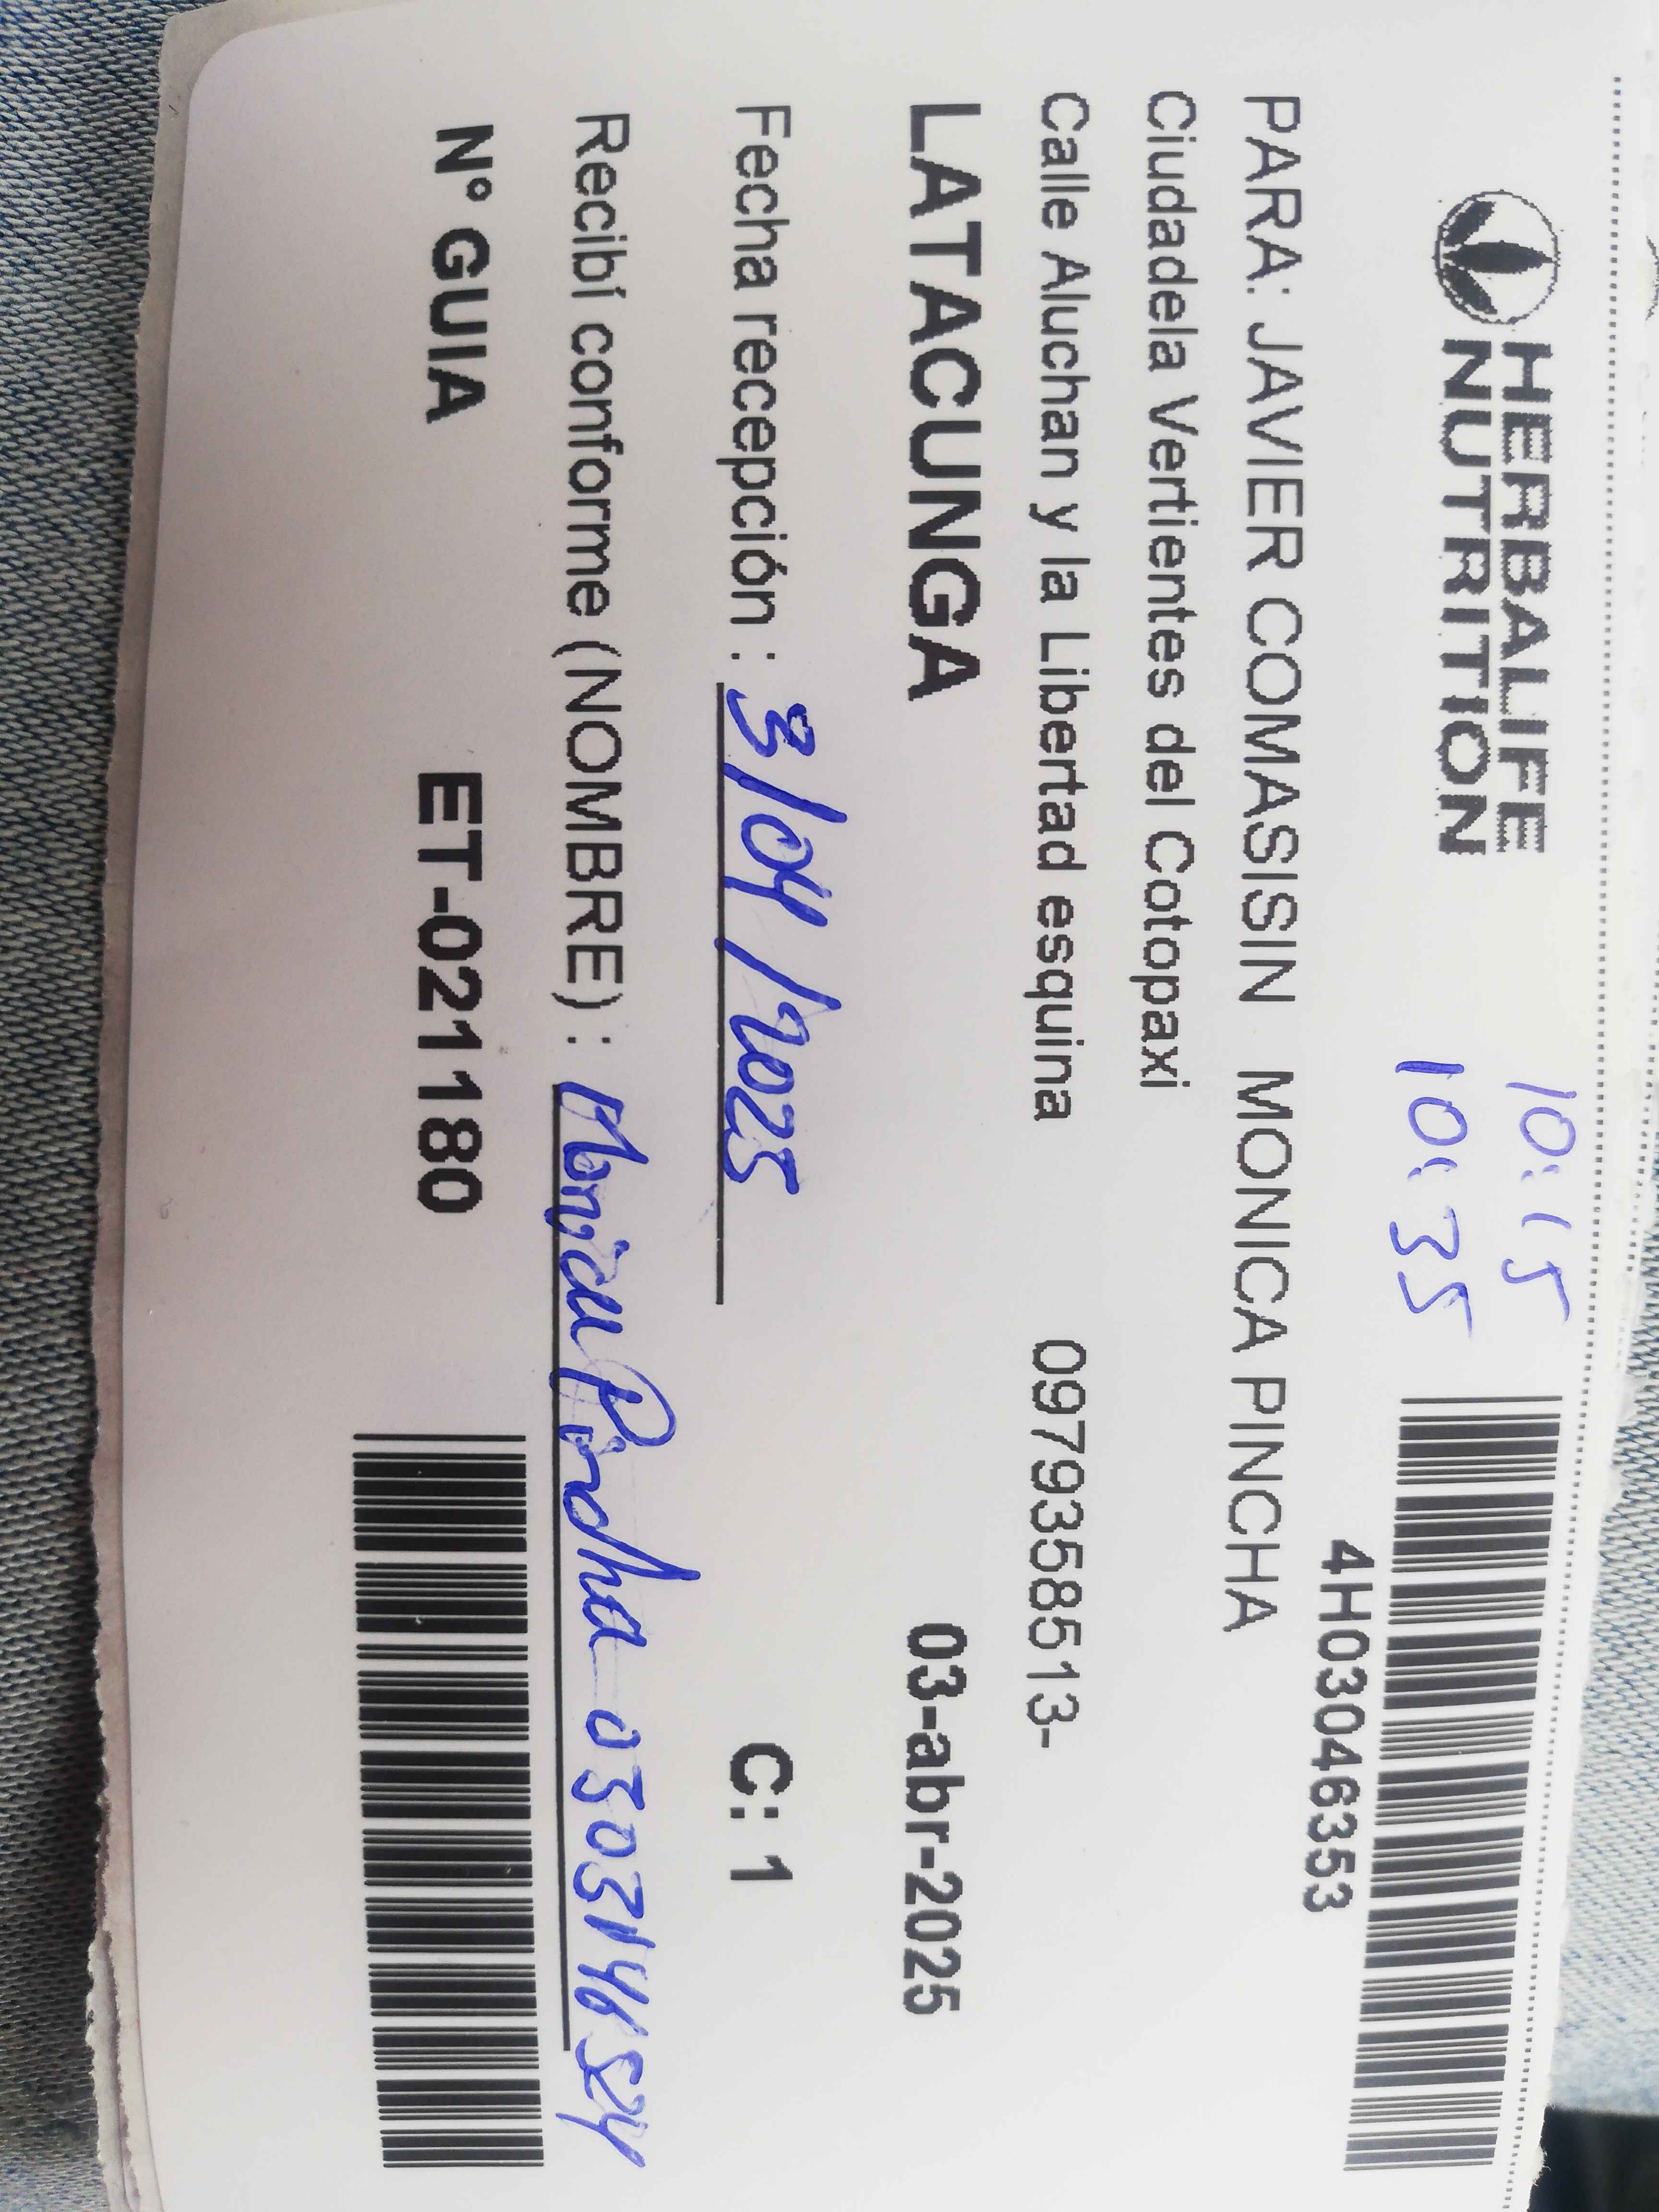 HERBALIFE
NUTRITION
10:15
10:35
4H03046353
PARA: JAVIER COMASISIN MONICA PINCHA
Ciudadela Vertientes del Cotopaxi
Calle Aluchan y la Libertad esquina 0979358513-
LATACUNGA 03-abr-2025
Fecha recepción : 3/04/2025 C: 1
Recibí conforme (NOMBRE) : Monica Pincha
N° GUIA ET-021180